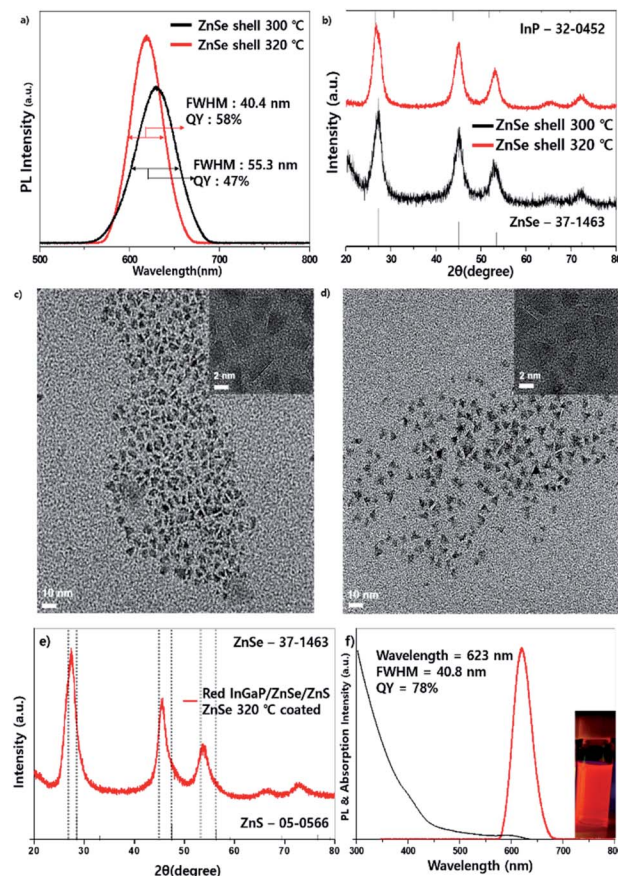 a)
ZnSe shell 300 ℃
ZnSe shell 320 ℃
FWHM : 40.4 nm
QY : 58%
FWHM : 55.3 nm
QY : 47%
PL Intensity (a.u.)
500 600 700 800
Wavelength(nm)
b)
InP – 32-0452
ZnSe shell 300 ℃
ZnSe shell 320 ℃
ZnSe – 37-1463
Intensity (a.u.)
20 30 40 50 60 70 80
2θ(degree)
c)
2 nm
10 nm
d)
2 nm
10 nm
e)
ZnSe – 37-1463
Red InGaP/ZnSe/ZnS
ZnSe 320 ℃ coated
ZnS – 05-0566
Intensity (a.u.)
20 30 40 50 60 70 80
2θ(degree)
f)
Wavelength = 623 nm
FWHM = 40.8 nm
QY = 78%
PL & Absorption Intensity (a.u.)
300 400 500 600 700 800
Wavelength (nm)